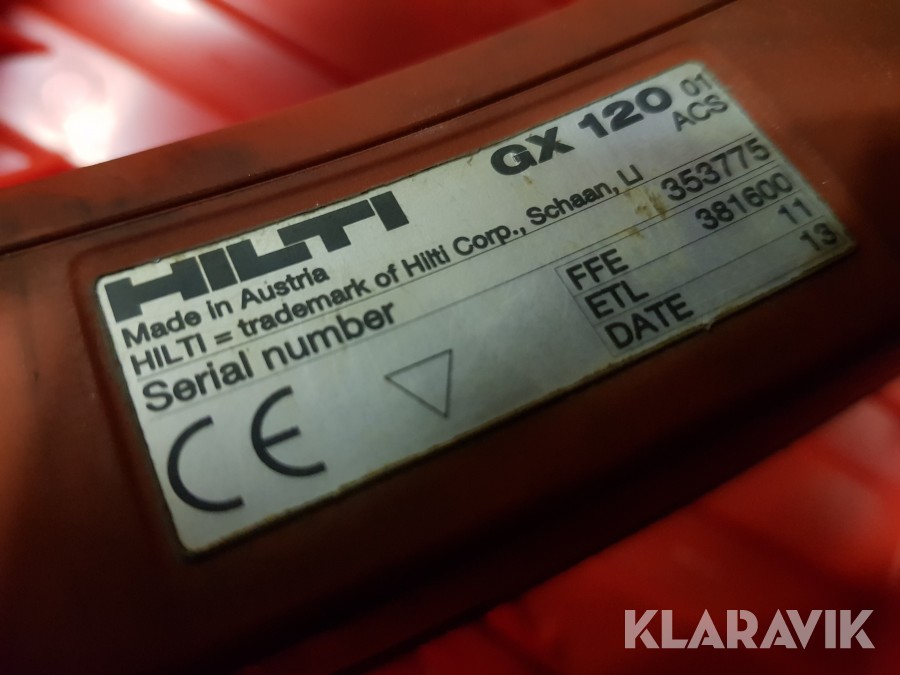 HILTI GX 120 01
ACS
Made in Austria
HILTI = trademark of Hilti Corp., Schaan, LI
Serial number 353775
FFE 381600
ETL 11
DATE 13
CE
KLARAVIK